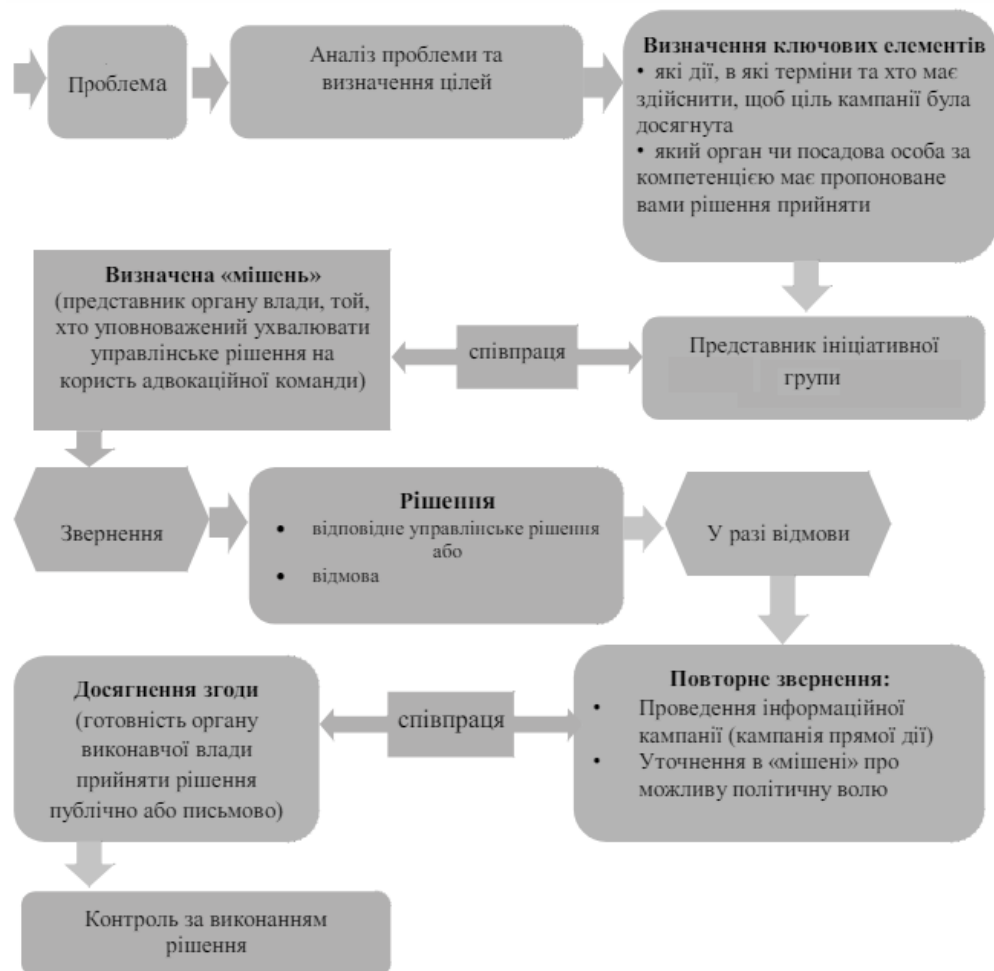 Проблема
Аналіз проблеми та
визначення цілей
Визначення ключових елементів
• які дії, в які терміни та хто має
здійснити, щоб ціль кампанії була
досягнута
• який орган чи посадова особа за
компетенцією має пропоноване
вами рішення прийняти
Визначена «мішень»
(представник органу влади, той,
хто уповноважений ухвалювати
управлінське рішення на
користь адвокаційної команди)
співпраця
Представник ініціативної
групи
Звернення
Рішення
• відповідне управлінське рішення
або
• відмова
У разі відмови
Досягнення згоди
(готовність органу
виконавчої влади
прийняти рішення
публічно або письмово)
співпраця
Повторне звернення:
• Проведення інформаційної
кампанії (кампанія прямої дії)
• Уточнення в «мішені» про
можливу політичну волю
Контроль за виконанням
рішення